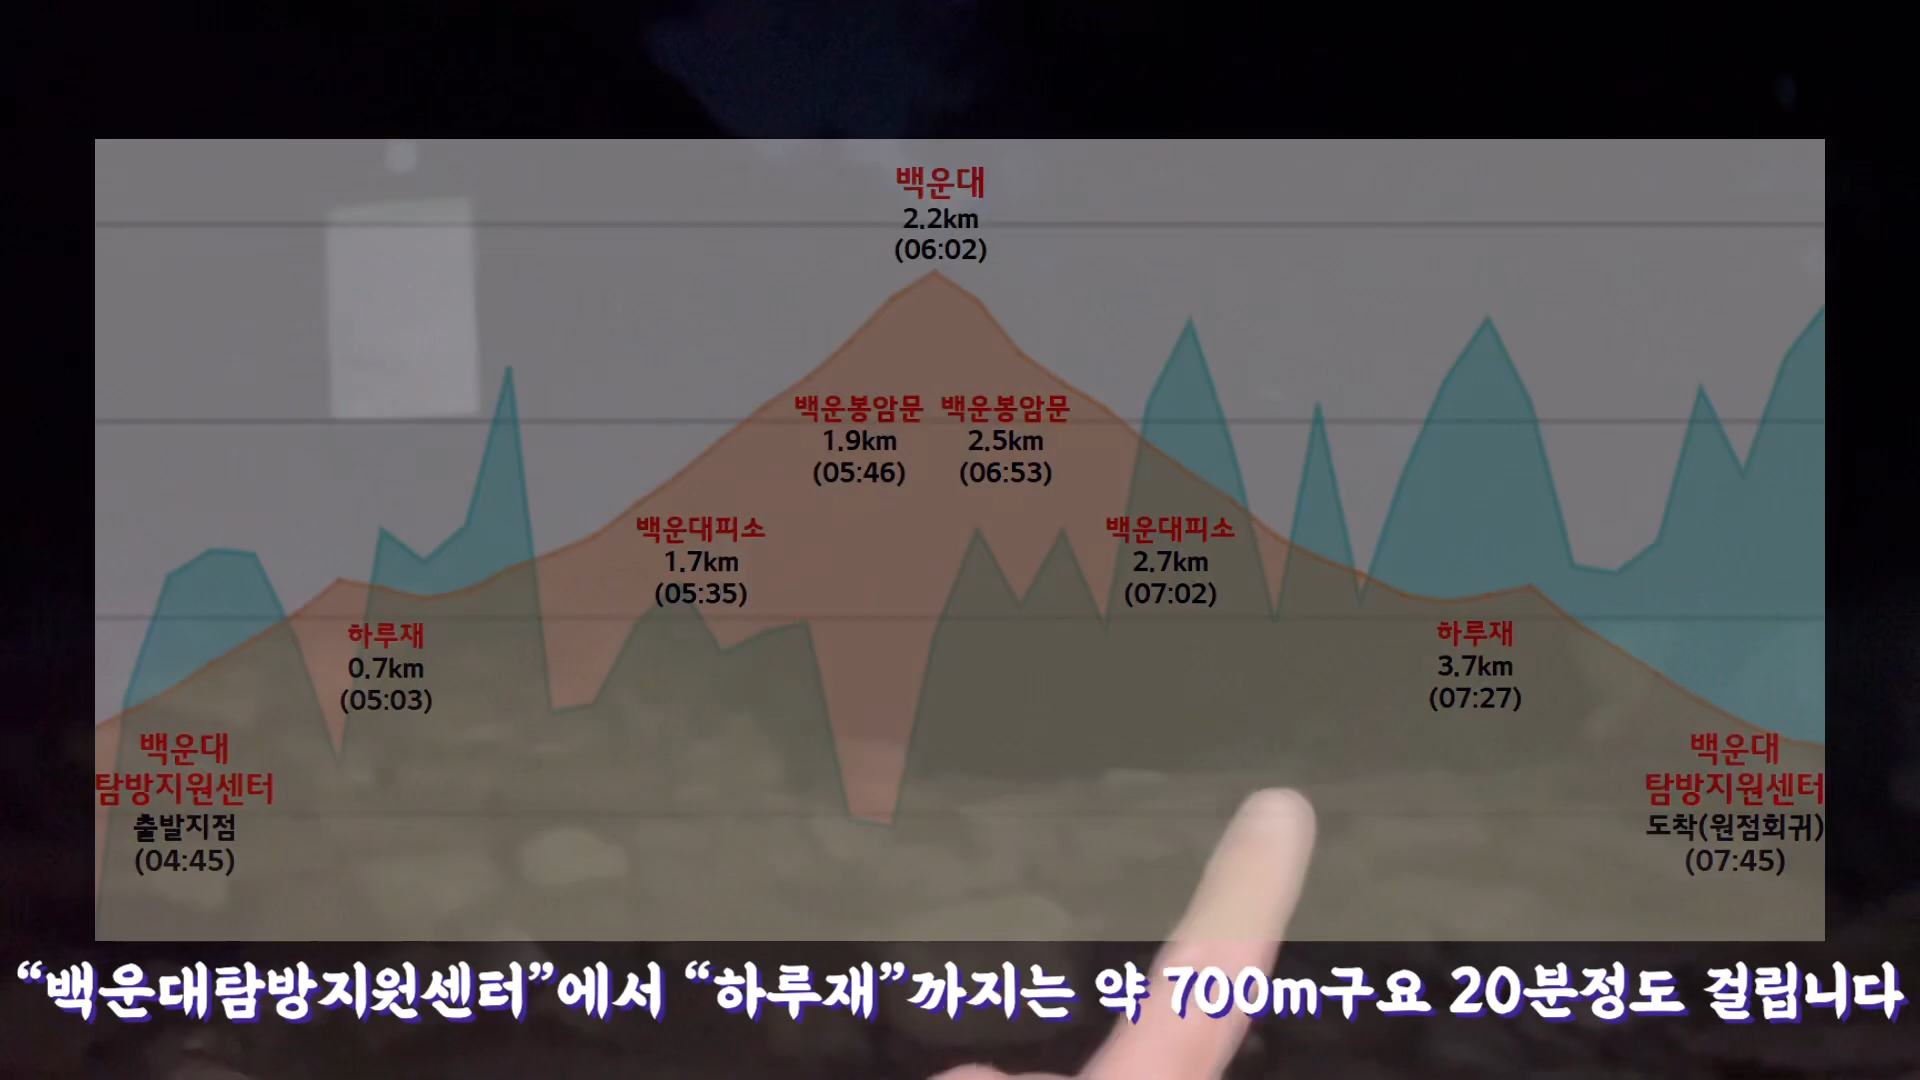 백운대
2.2km
(06:02)
백운봉암문
1.9km
(05:46)
백운봉암문
2.5km
(06:53)
백운대피소
1.7km
(05:35)
백운대피소
2.7km
(07:02)
하루재
0.7km
(05:03)
하루재
3.7km
(07:27)
백운대
탐방지원센터
출발지점
(04:45)
백운대
탐방지원센터
도착(원점회귀)
(07:45)
“백운대탐방지원센터”에서 “하루재”까지는 약 700m구요 20분정도 걸립니다